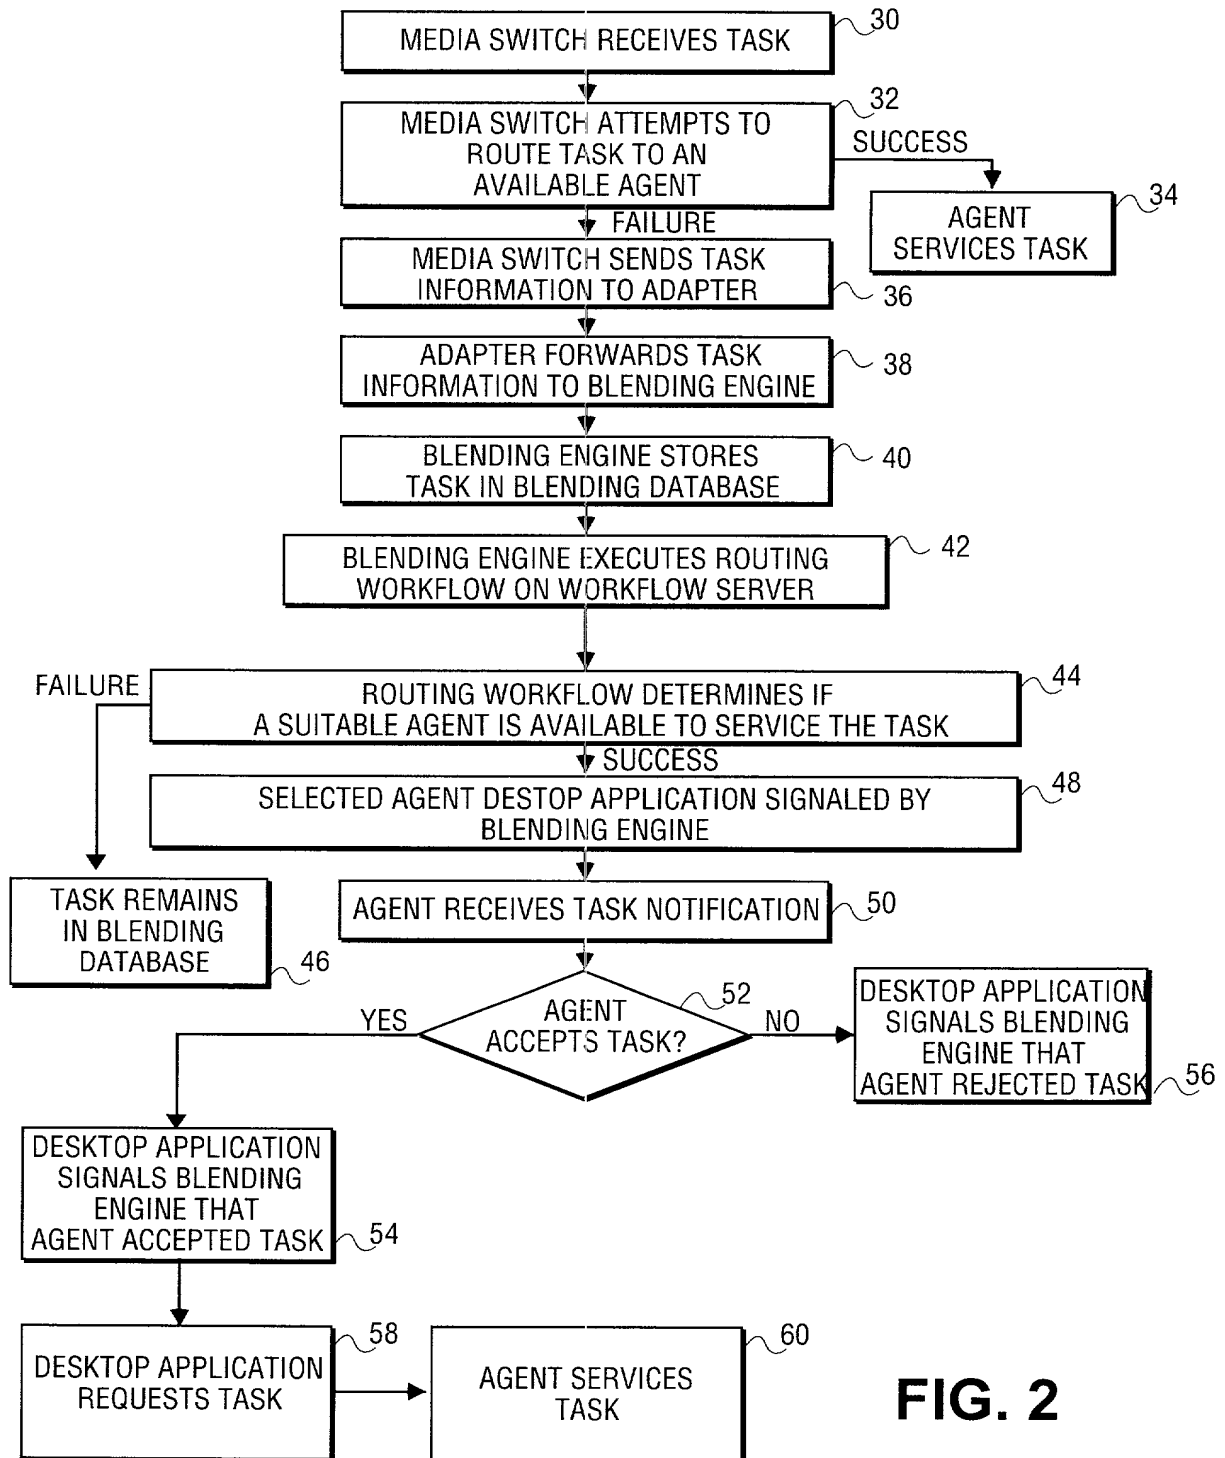 MEDIA SWITCH RECEIVES TASK
30
MEDIA SWITCH ATTEMPTS TO
ROUTE TASK TO AN
AVAILABLE AGENT
32
SUCCESS
AGENT
SERVICES TASK
34
FAILURE
MEDIA SWITCH SENDS TASK
INFORMATION TO ADAPTER
36
ADAPTER FORWARDS TASK
INFORMATION TO BLENDING ENGINE
38
BLENDING ENGINE STORES
TASK IN BLENDING DATABASE
40
BLENDING ENGINE EXECUTES ROUTING
WORKFLOW ON WORKFLOW SERVER
42
FAILURE
ROUTING WORKFLOW DETERMINES IF
A SUITABLE AGENT IS AVAILABLE TO SERVICE THE TASK
44
SUCCESS
SELECTED AGENT DESTOP APPLICATION SIGNALED BY
BLENDING ENGINE
48
TASK REMAINS
IN BLENDING
DATABASE
46
AGENT RECEIVES TASK NOTIFICATION
50
AGENT
ACCEPTS TASK?
52
YES
NO
DESKTOP APPLICATION
SIGNALS BLENDING
ENGINE THAT
AGENT REJECTED TASK
56
DESKTOP APPLICATION
SIGNALS BLENDING
ENGINE THAT
AGENT ACCEPTED TASK
54
DESKTOP APPLICATION
REQUESTS TASK
58
AGENT SERVICES
TASK
60
FIG. 2